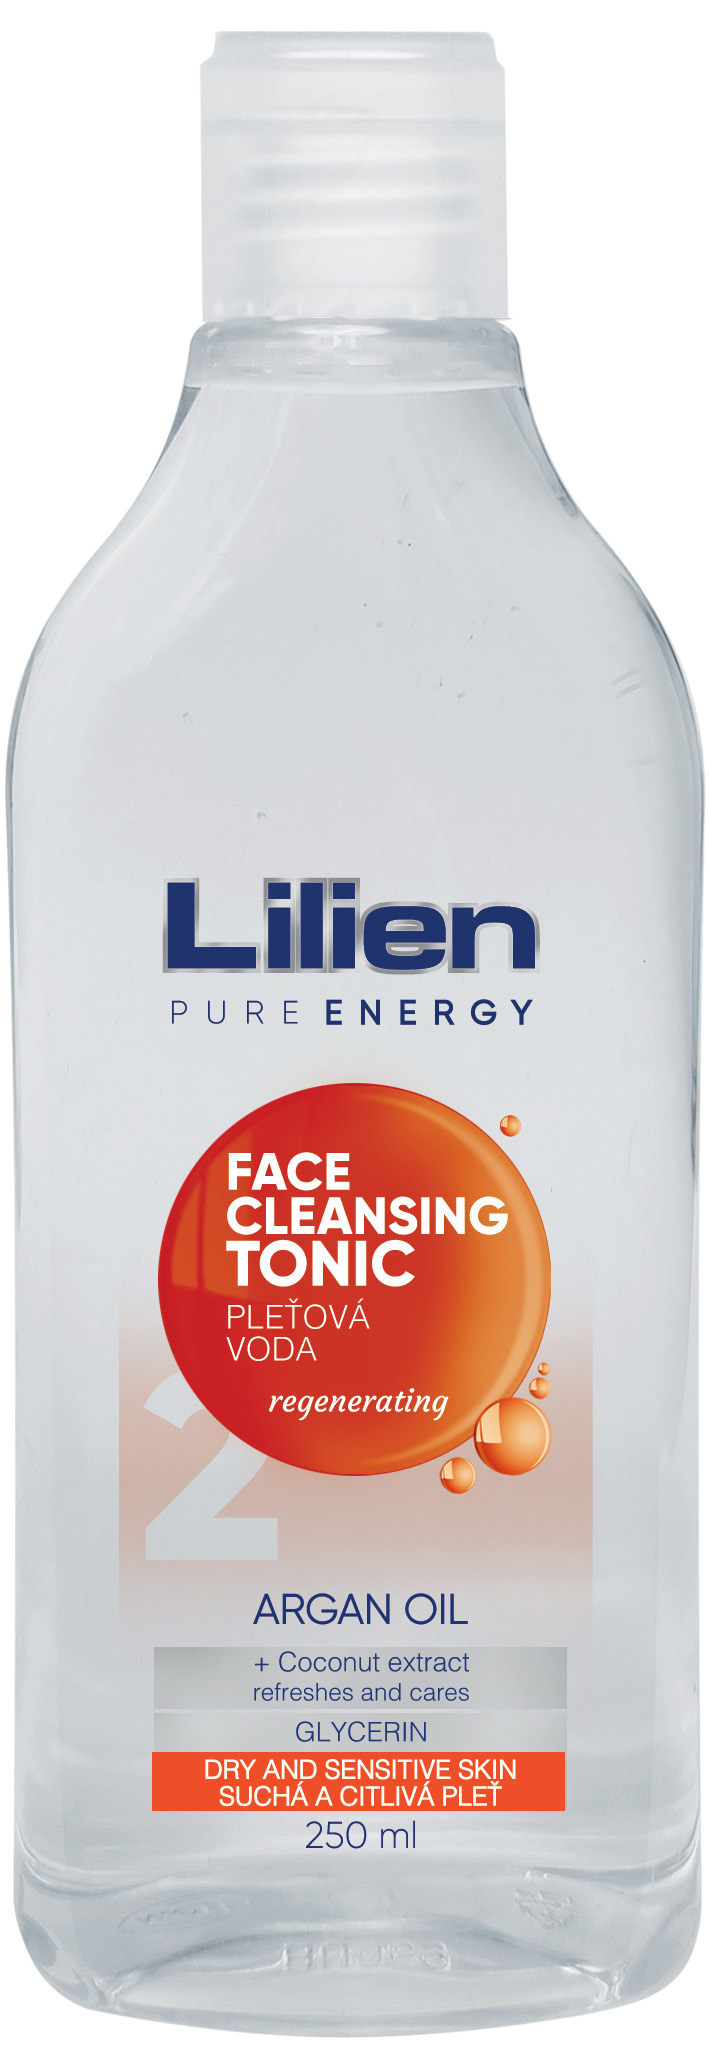 Lilien
PURE ENERGY
FACE
CLEANSING
TONIC
PLEŤOVÁ
VODA
regenerating
2
ARGAN OIL
+ Coconut extract
refreshes and cares
GLYCERIN
DRY AND SENSITIVE SKIN
SUCHÁ A CITLIVÁ PLEŤ
250 ml